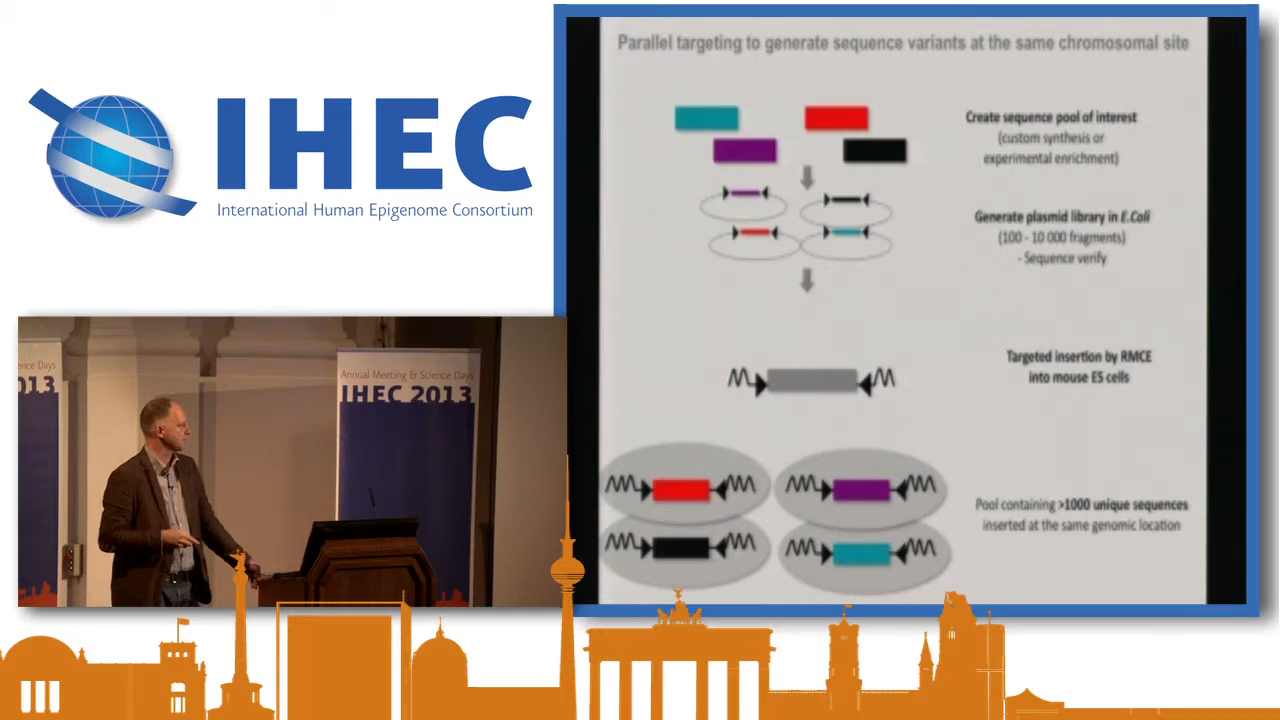 IHEC
International Human Epigenome Consortium
ence Days
013
Annual Meeting & Science Days
IHEC 2013
Parallel targeting to generate sequence variants at the same chromosomal site
Create sequence pool of interest
(custom synthesis or
experimental enrichment)
Generate plasmid library in E.Coli
(100 - 10 000 fragments)
- Sequence verify
Targeted insertion by RMCE
into mouse ES cells
Pool containing >1000 unique sequences
inserted at the same genomic location